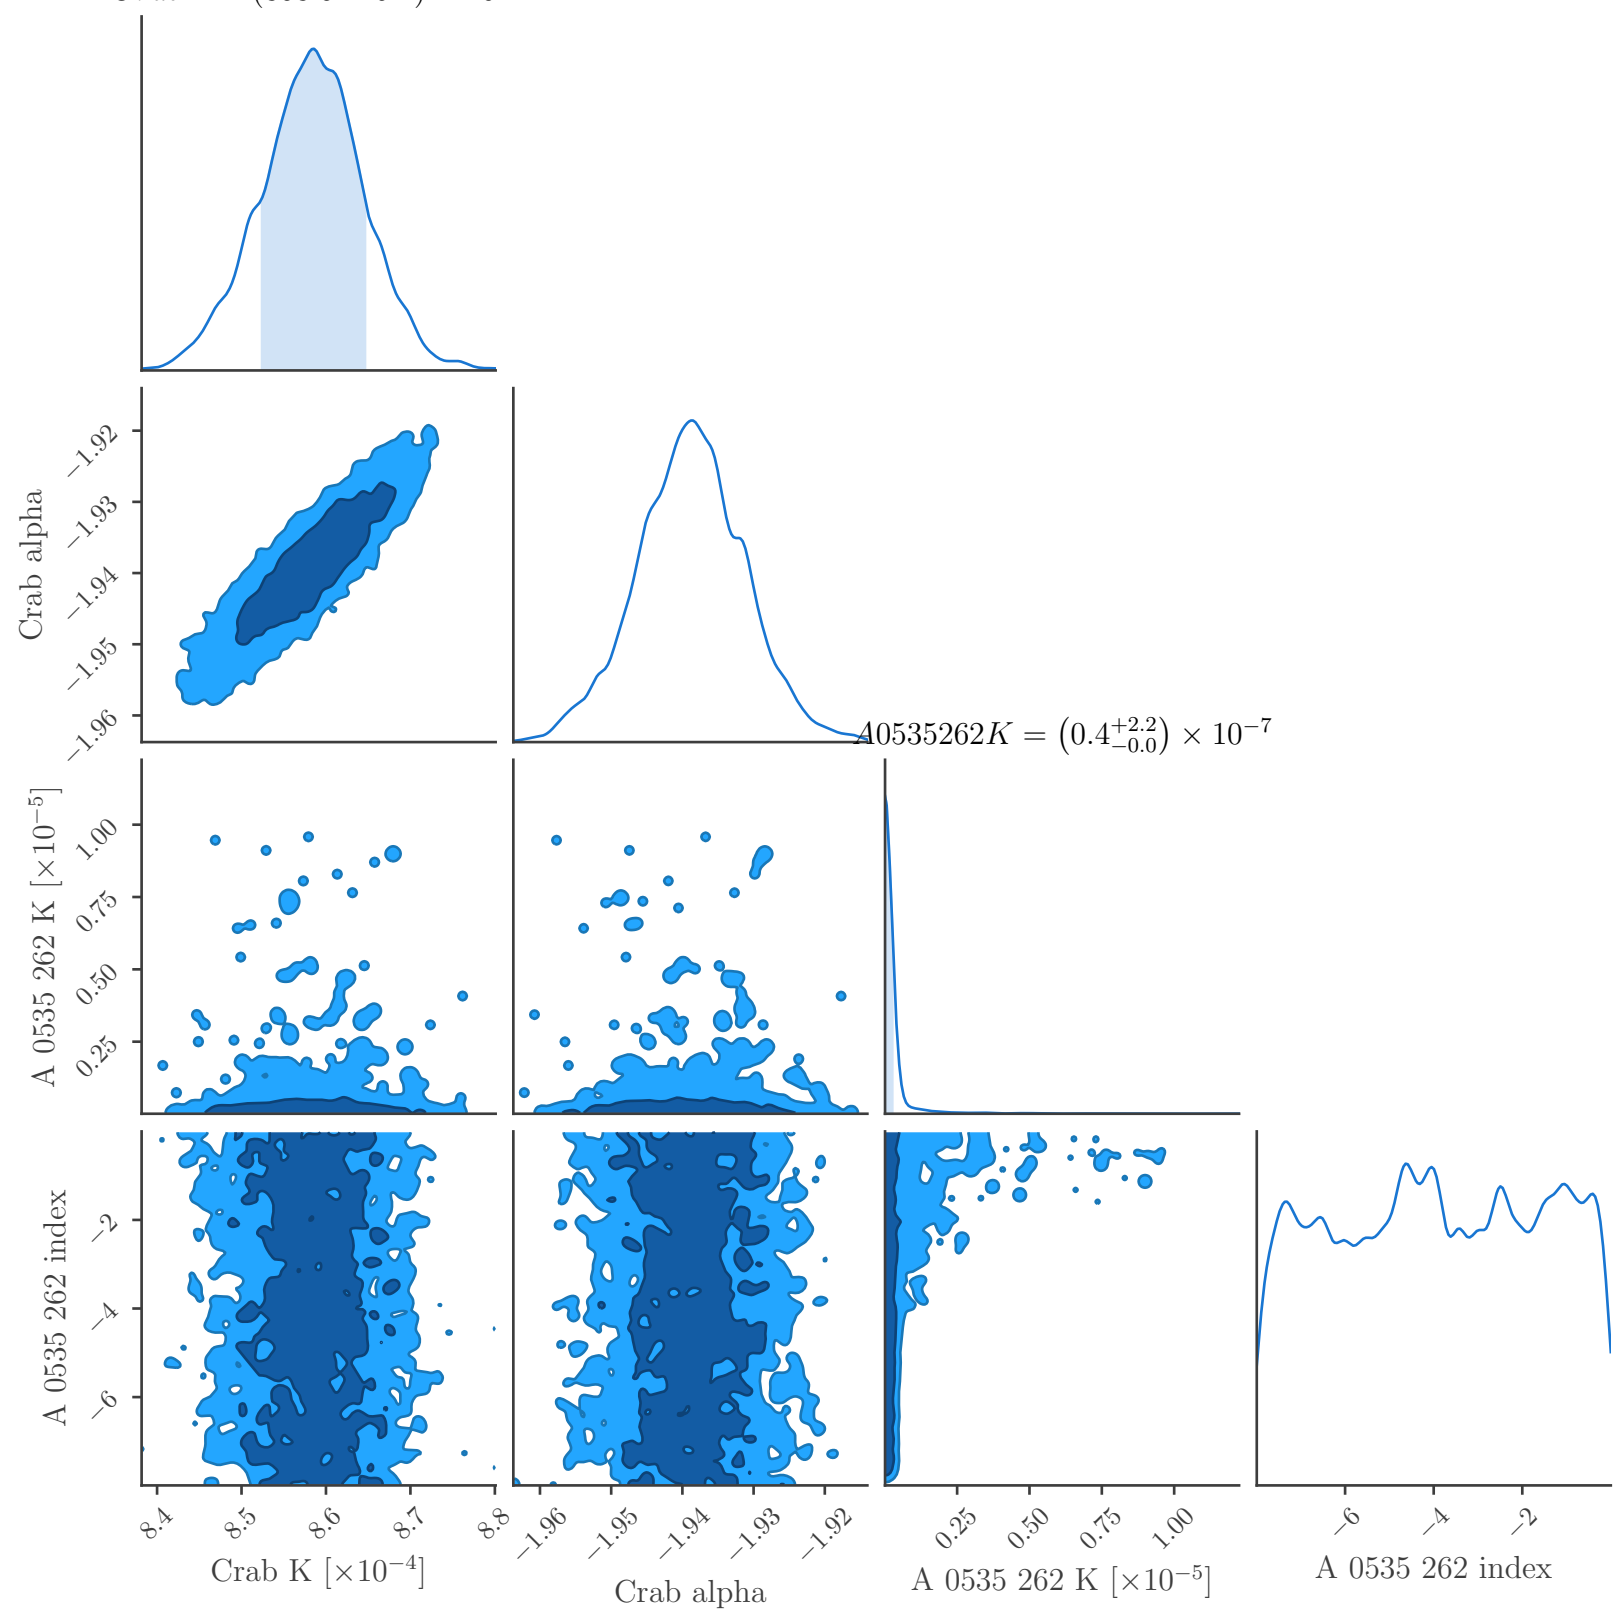 −1.92
−1.93
−1.94
−1.95
−1.96
Crab alpha
A0535262K = (0.4^{+2.2}_{−0.0}) × 10^{−7}
1.00
0.75
0.50
0.25
A 0535 262 K [×10^{−5}]
−2
−4
−6
A 0535 262 index
8.4 8.5 8.6 8.7 8.8
Crab K [×10^{−4}]
−1.96 −1.95 −1.94 −1.93 −1.92
Crab alpha
0.25 0.50 0.75 1.00
A 0535 262 K [×10^{−5}]
−6 −4 −2
A 0535 262 index